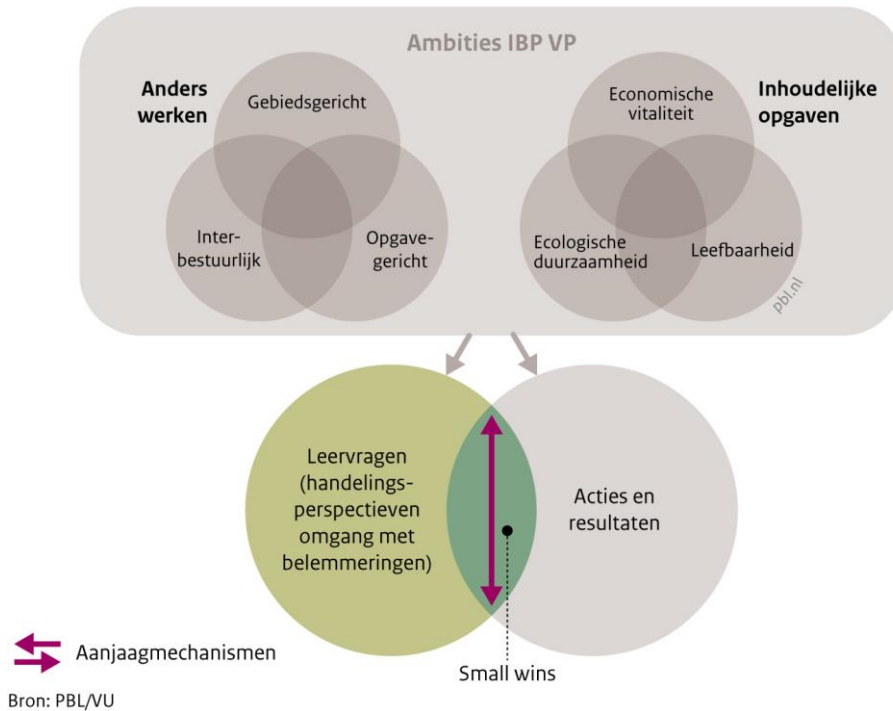 Ambities IBP VP
Anders
werken
Gebiedsgericht
Inter-
bestuurlijk
Opgave-
gericht
Economische
vitaliteit
Inhoudelijke
opgaven
Ecologische
duurzaamheid
Leefbaarheid
pbl.nl
Leervragen
(handelings-
perspectieven
omgang met
belemmeringen)
Acties en
resultaten
Aanjaagmechanismen
Small wins
Bron: PBL/VU